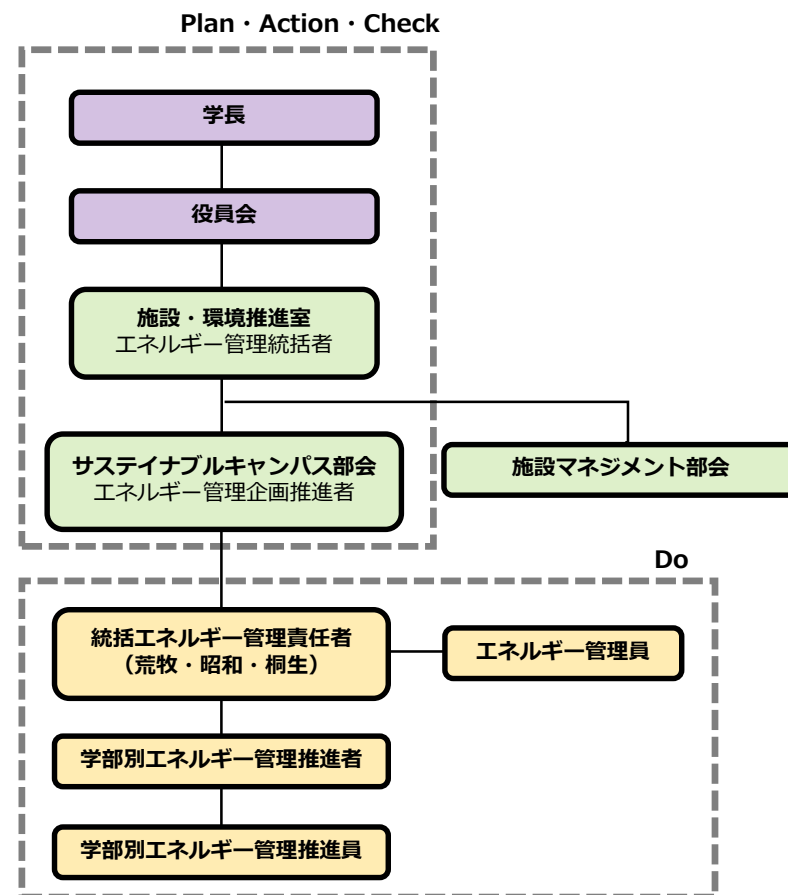 Plan・Action・Check
学長
役員会
施設・環境推進室
エネルギー管理統括者
サステイナブルキャンパス部会
エネルギー管理企画推進者
施設マネジメント部会
Do
統括エネルギー管理責任者
（荒牧・昭和・桐生）
エネルギー管理員
学部別エネルギー管理推進者
学部別エネルギー管理推進員